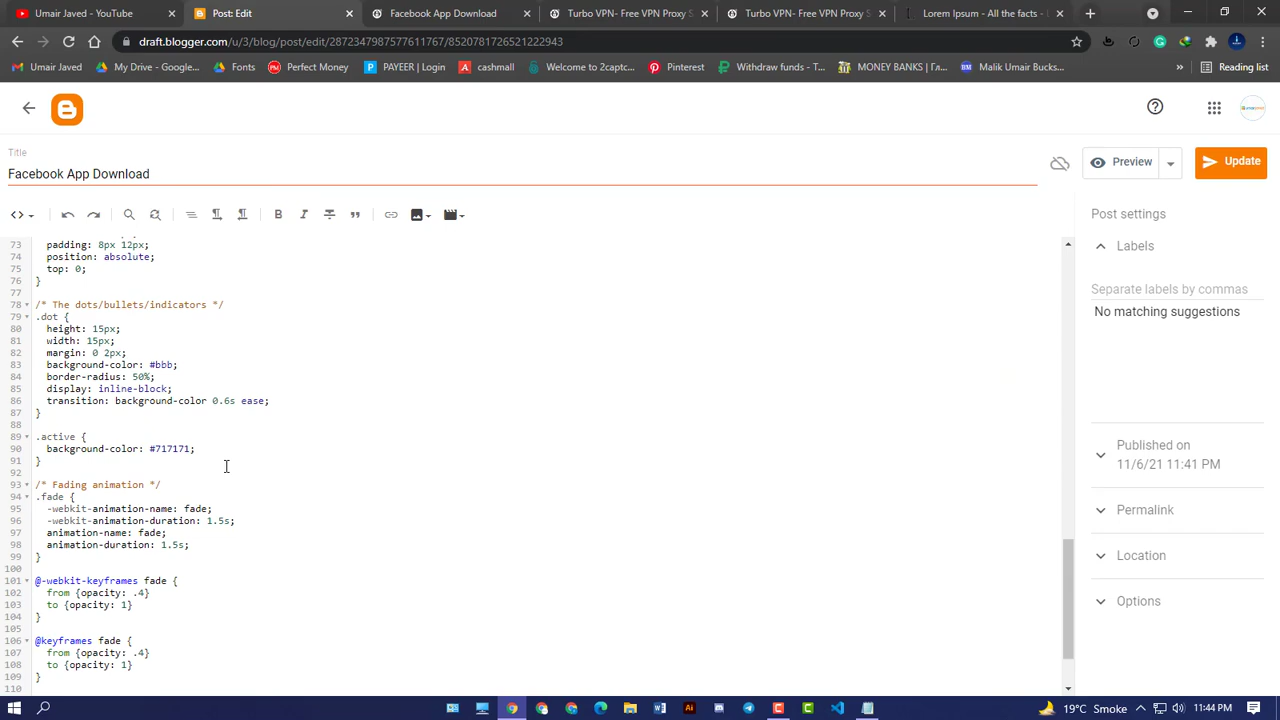 Umair Javed - YouTube
Post: Edit
Facebook App Download
Turbo VPN- Free VPN Proxy S
Turbo VPN- Free VPN Proxy S
Lorem Ipsum - All the facts - 
draft.blogger.com/u/3/blog/post/edit/2872347987577611767/8520781726521222943
Umair Javed
My Drive - Google...
Fonts
Perfect Money
PAYEER | Login
cashmall
Welcome to 2captc...
Pinterest
Withdraw funds - T...
MONEY BANKS | Гл...
Malik Umair Bucks...
»
Reading list
Title
Facebook App Download
Preview
Update
73 padding: 8px 12px;
74 position: absolute;
75 top: 0;
76 }
77
78 /* The dots/bullets/indicators */
79 .dot {
80 height: 15px;
81 width: 15px;
82 margin: 0 2px;
83 background-color: #bbb;
84 border-radius: 50%;
85 display: inline-block;
86 transition: background-color 0.6s ease;
87 }
88
89 .active {
90 background-color: #717171;
91 }
92
93 /* Fading animation */
94 .fade {
95 -webkit-animation-name: fade;
96 -webkit-animation-duration: 1.5s;
97 animation-name: fade;
98 animation-duration: 1.5s;
99 }
100
101 @-webkit-keyframes fade {
102 from {opacity: .4}
103 to {opacity: 1}
104 }
105
106 @keyframes fade {
107 from {opacity: .4}
108 to {opacity: 1}
109 }
110
Post settings
Labels
Separate labels by commas
No matching suggestions
Published on
11/6/21 11:41 PM
Permalink
Location
Options
19°C Smoke
11:44 PM